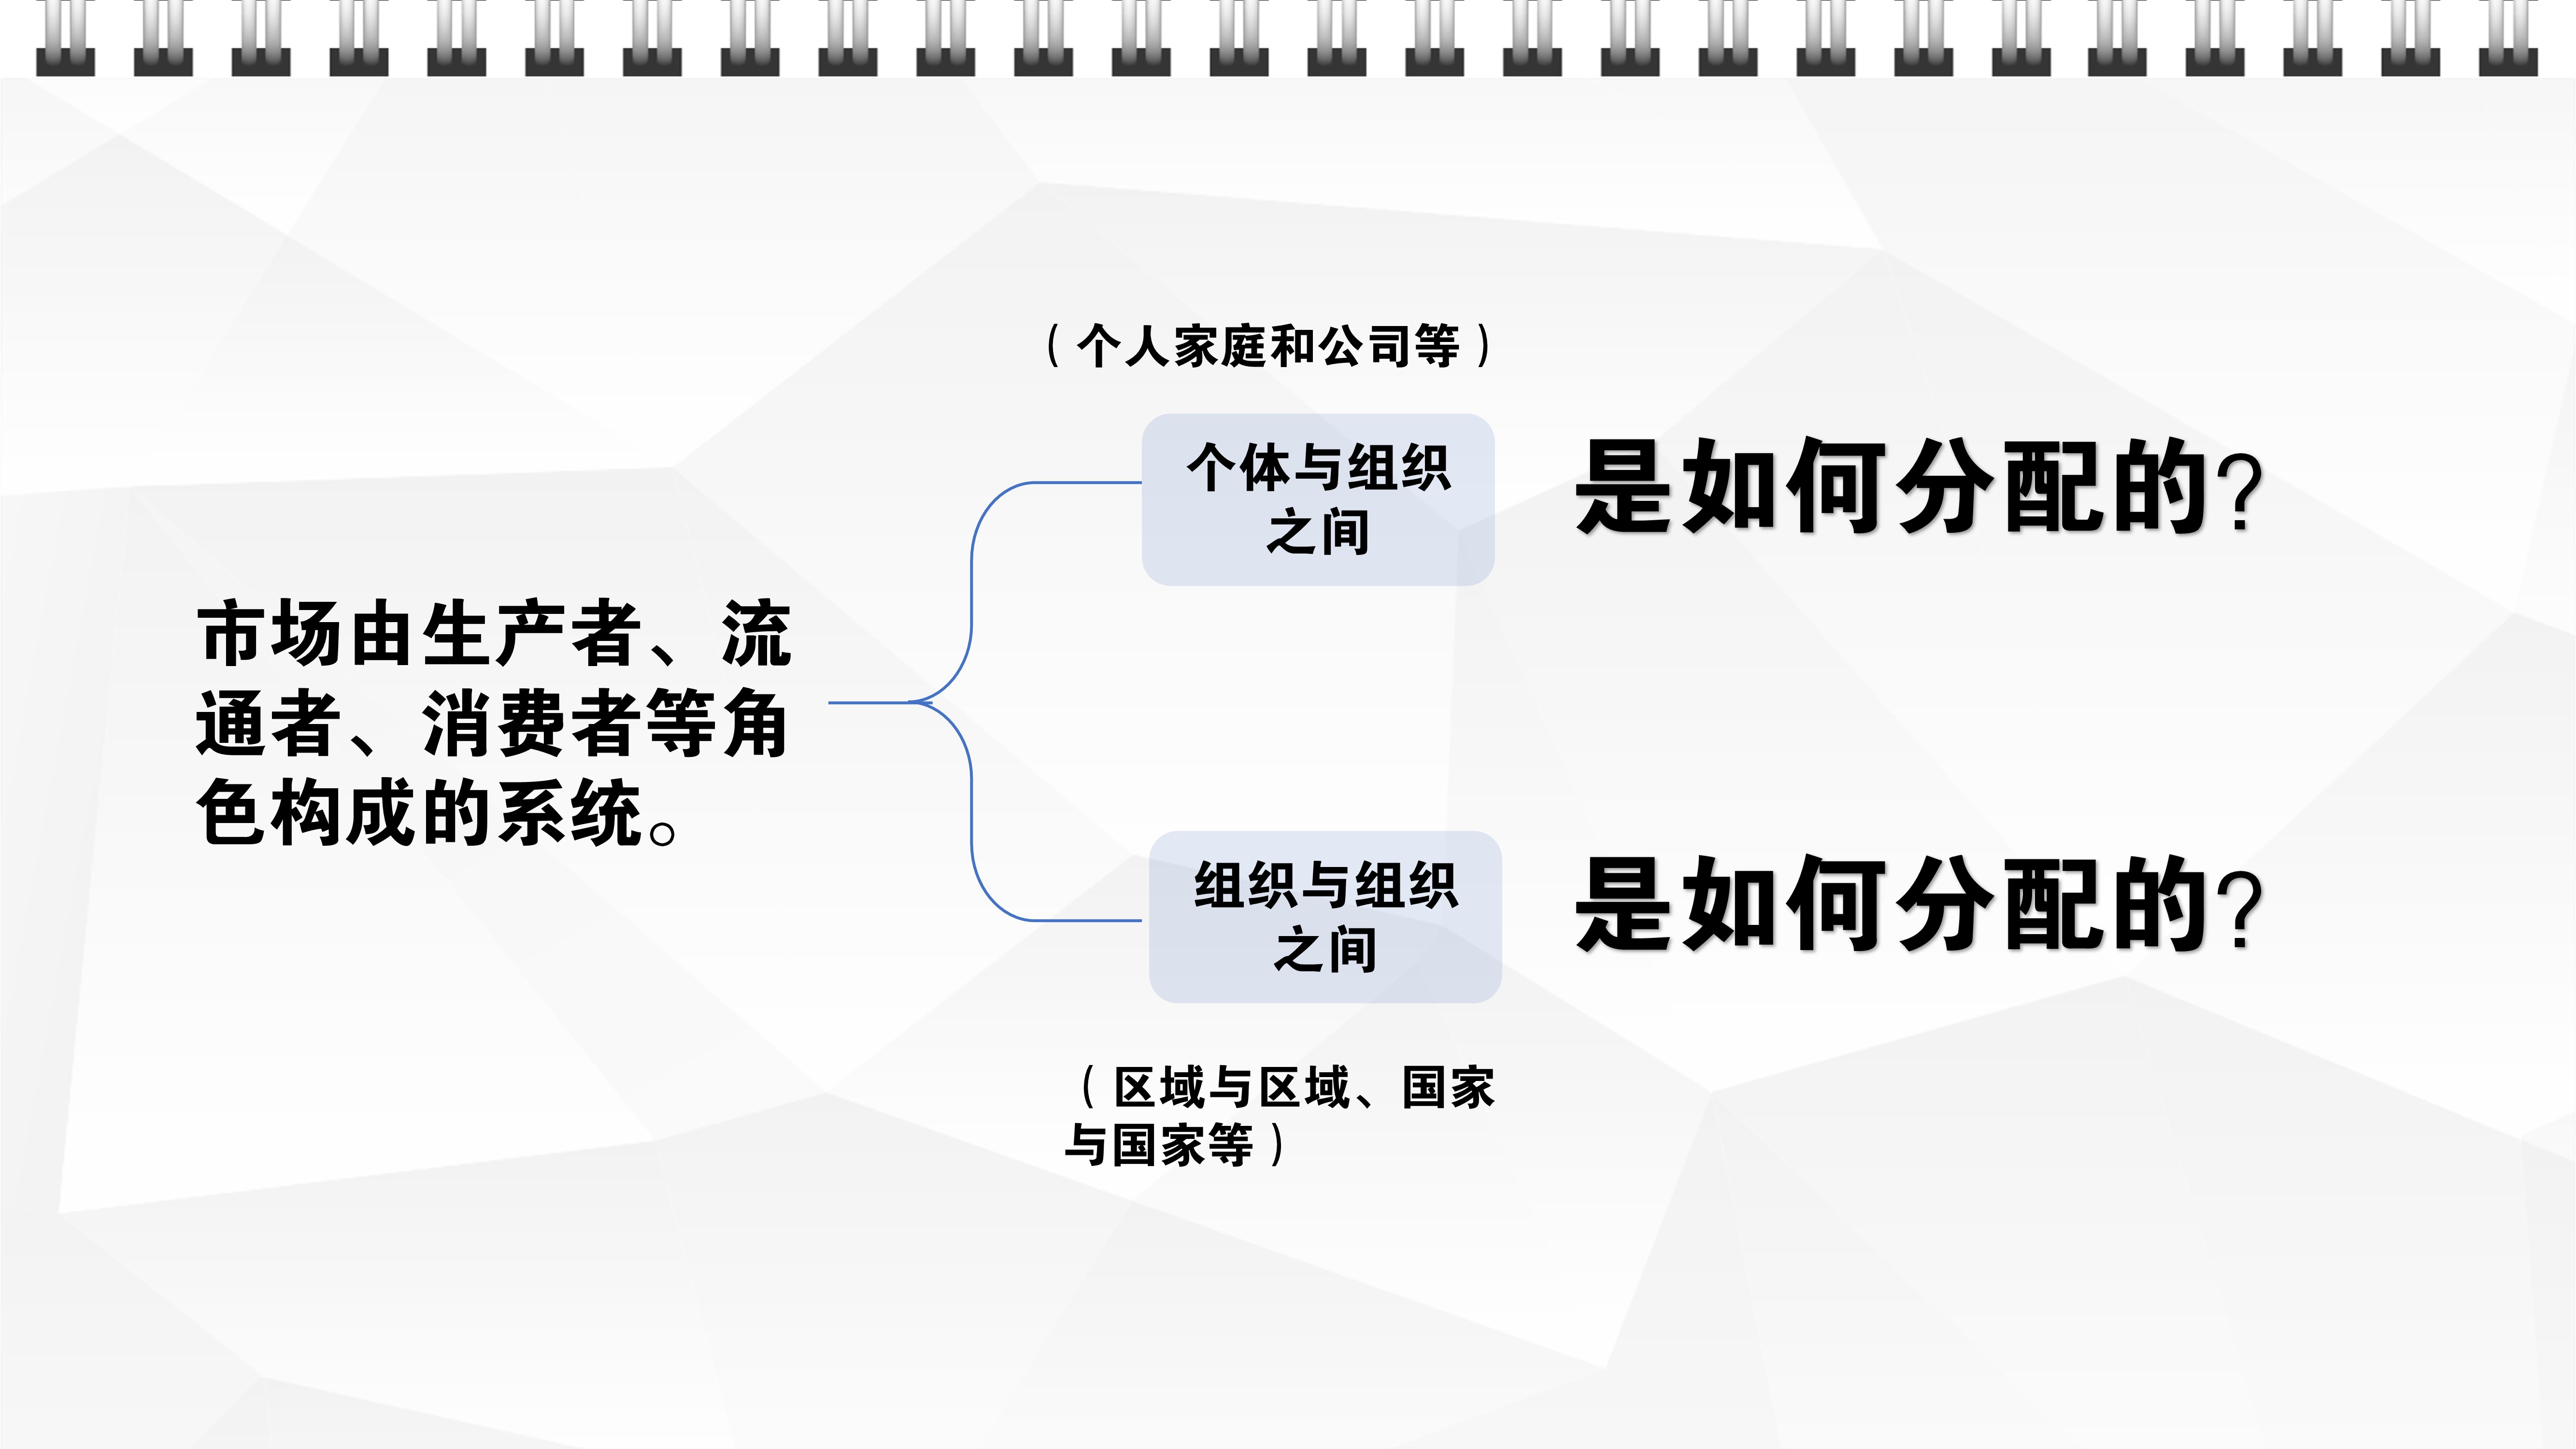 市场由生产者、流
通者、消费者等角
色构成的系统。
（个人家庭和公司等）
个体与组织
之间
是如何分配的?
组织与组织
之间
是如何分配的?
（区域与区域、国家
与国家等）